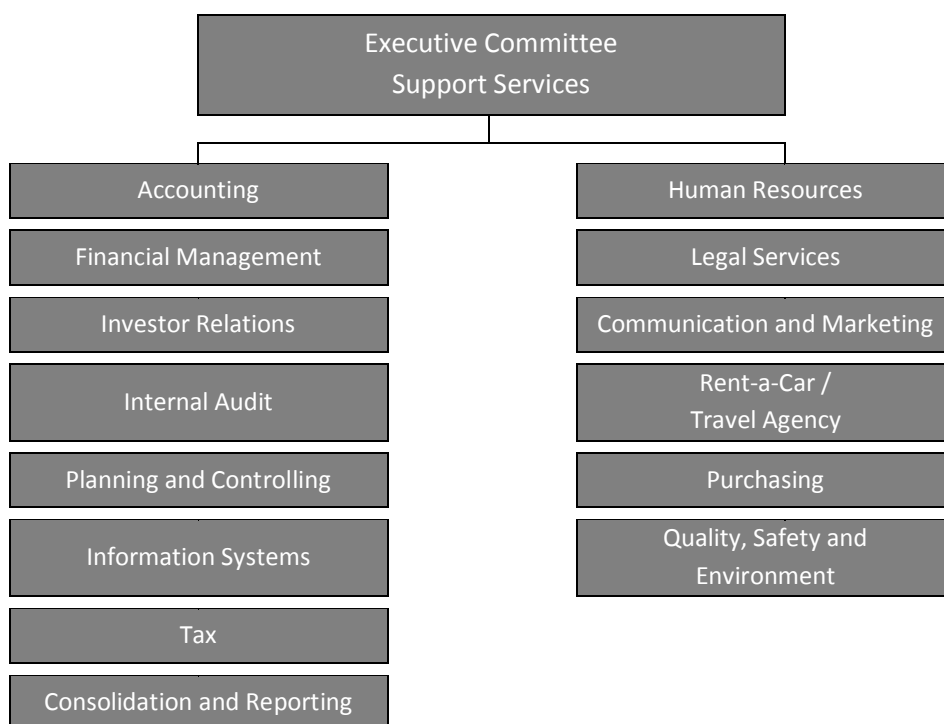 Executive Committee
Support Services
Accounting
Financial Management
Investor Relations
Internal Audit
Planning and Controlling
Information Systems
Tax
Consolidation and Reporting
Human Resources
Legal Services
Communication and Marketing
Rent-a-Car /
Travel Agency
Purchasing
Quality, Safety and
Environment